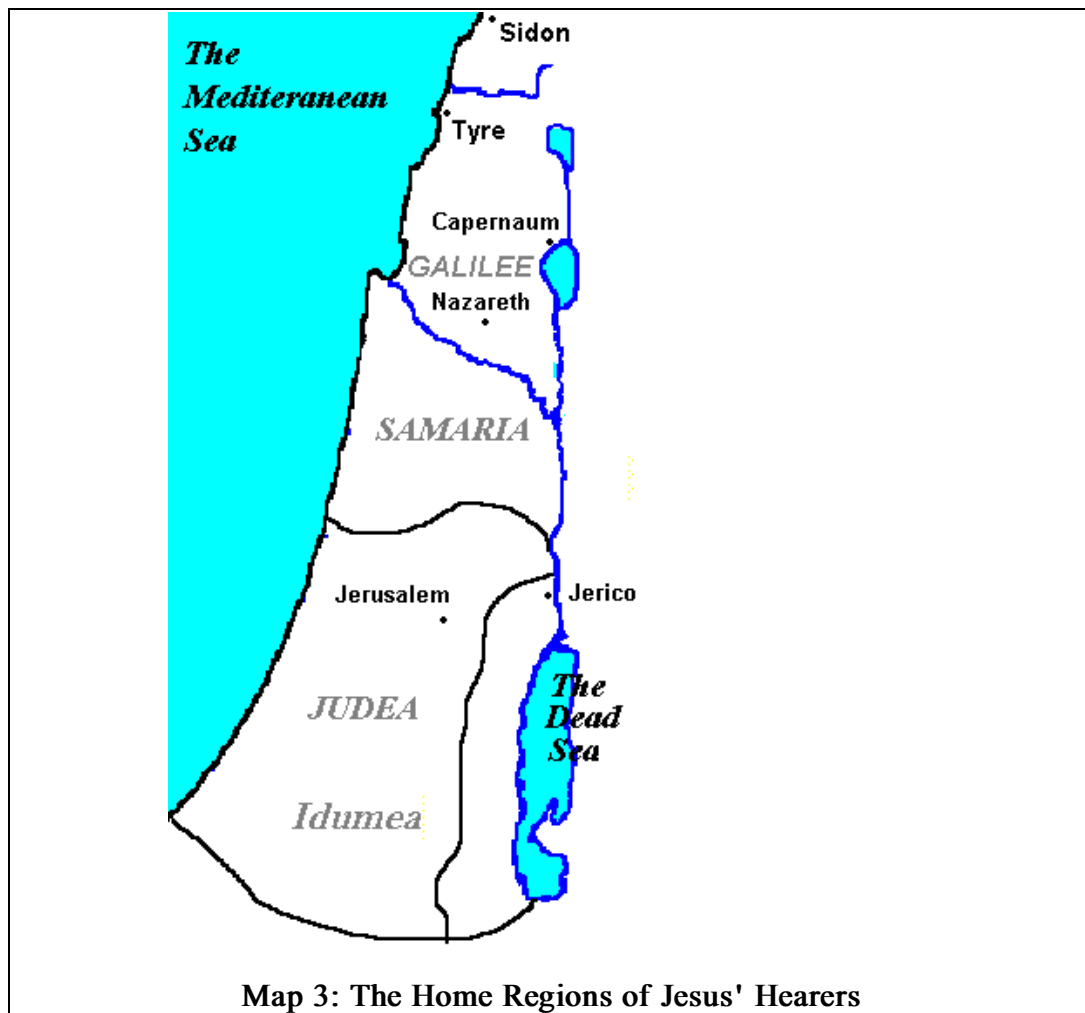 Sidon
The
Mediteranean
Sea
Tyre
Capernaum
GALILEE
Nazareth
SAMARIA
Jerusalem
Jerico
The
Dead
Sea
JUDEA
Idumea
Map 3: The Home Regions of Jesus' Hearers